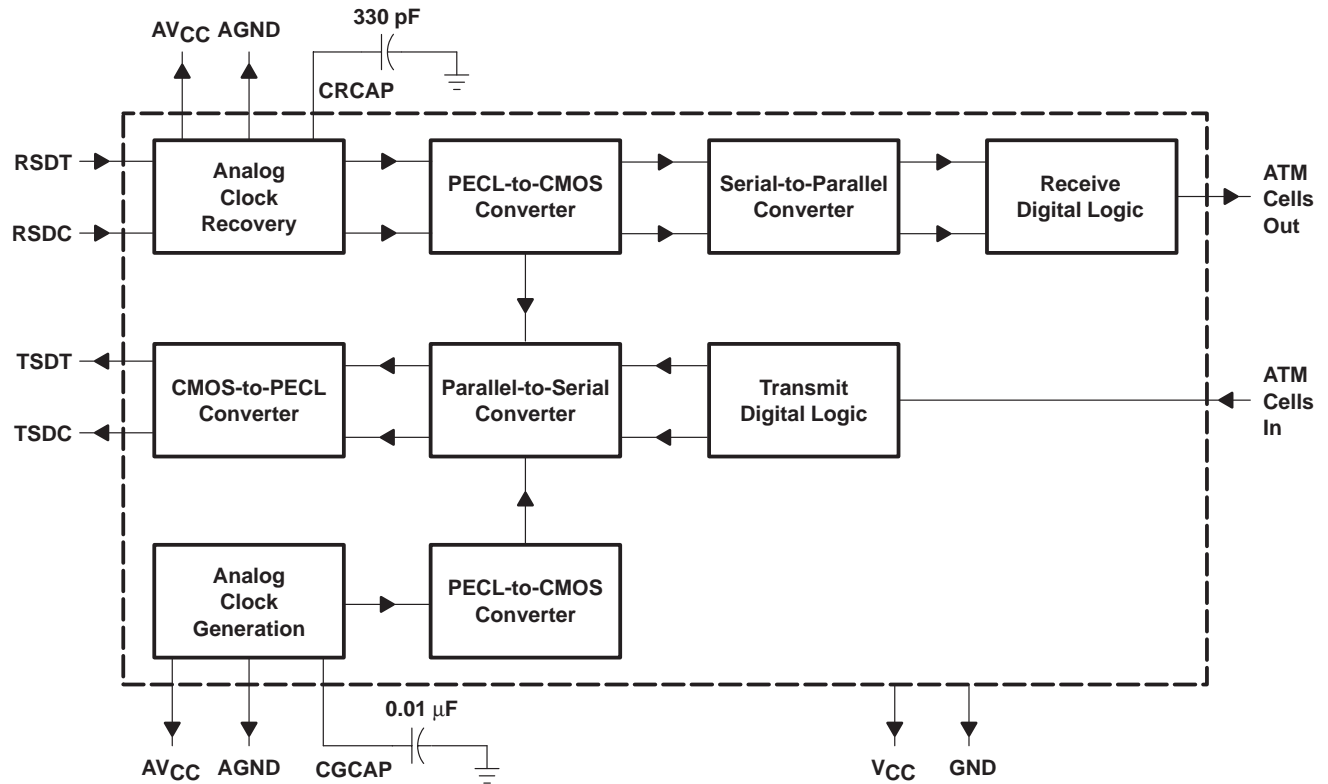 330 pF
AVCC AGND
CRCAP
RSDT
RSDC
Analog
Clock
Recovery
PECL-to-CMOS
Converter
Serial-to-Parallel
Converter
Receive
Digital Logic
ATM
Cells
Out
TSDT
TSDC
CMOS-to-PECL
Converter
Parallel-to-Serial
Converter
Transmit
Digital Logic
ATM
Cells
In
Analog
Clock
Generation
PECL-to-CMOS
Converter
0.01 μF
AVCC AGND
CGCAP
VCC
GND